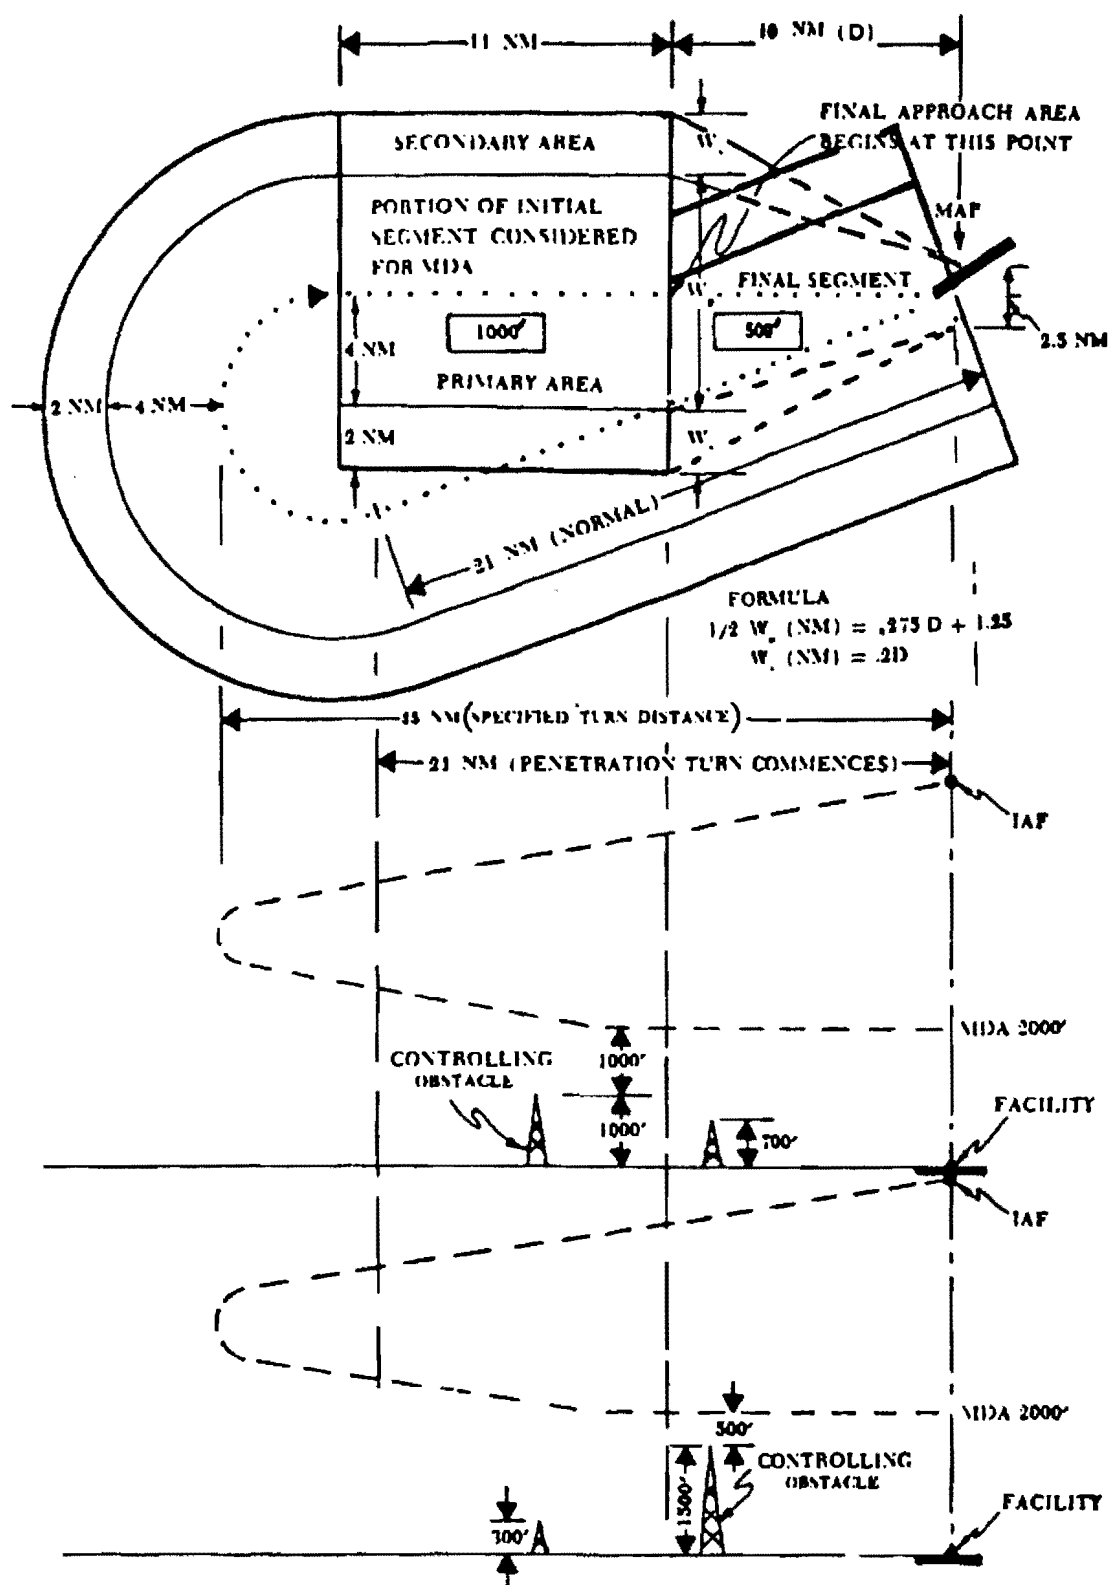 11 NM
10 NM (D)
FINAL APPROACH AREA
BEGINS AT THIS POINT
SECONDARY AREA
W
PORTION OF INITIAL
SEGMENT CONSIDERED
FOR MDA
MAP
W
FINAL SEGMENT
1000'
500'
4 NM
2.5 NM
PRIMARY AREA
2 NM
4 NM
2 NM
W
21 NM (NORMAL)
FORMULA
1/2 W (NM) = .275 D + 1.25
W (NM) = .2D
NM (SPECIFIED TURN DISTANCE)
21 NM (PENETRATION TURN COMMENCES)
IAF
MDA 2000'
1000'
CONTROLLING
OBSTACLE
1000'
700'
FACILITY
IAF
MDA 2000'
500'
CONTROLLING
OBSTACLE
1500'
300'
FACILITY